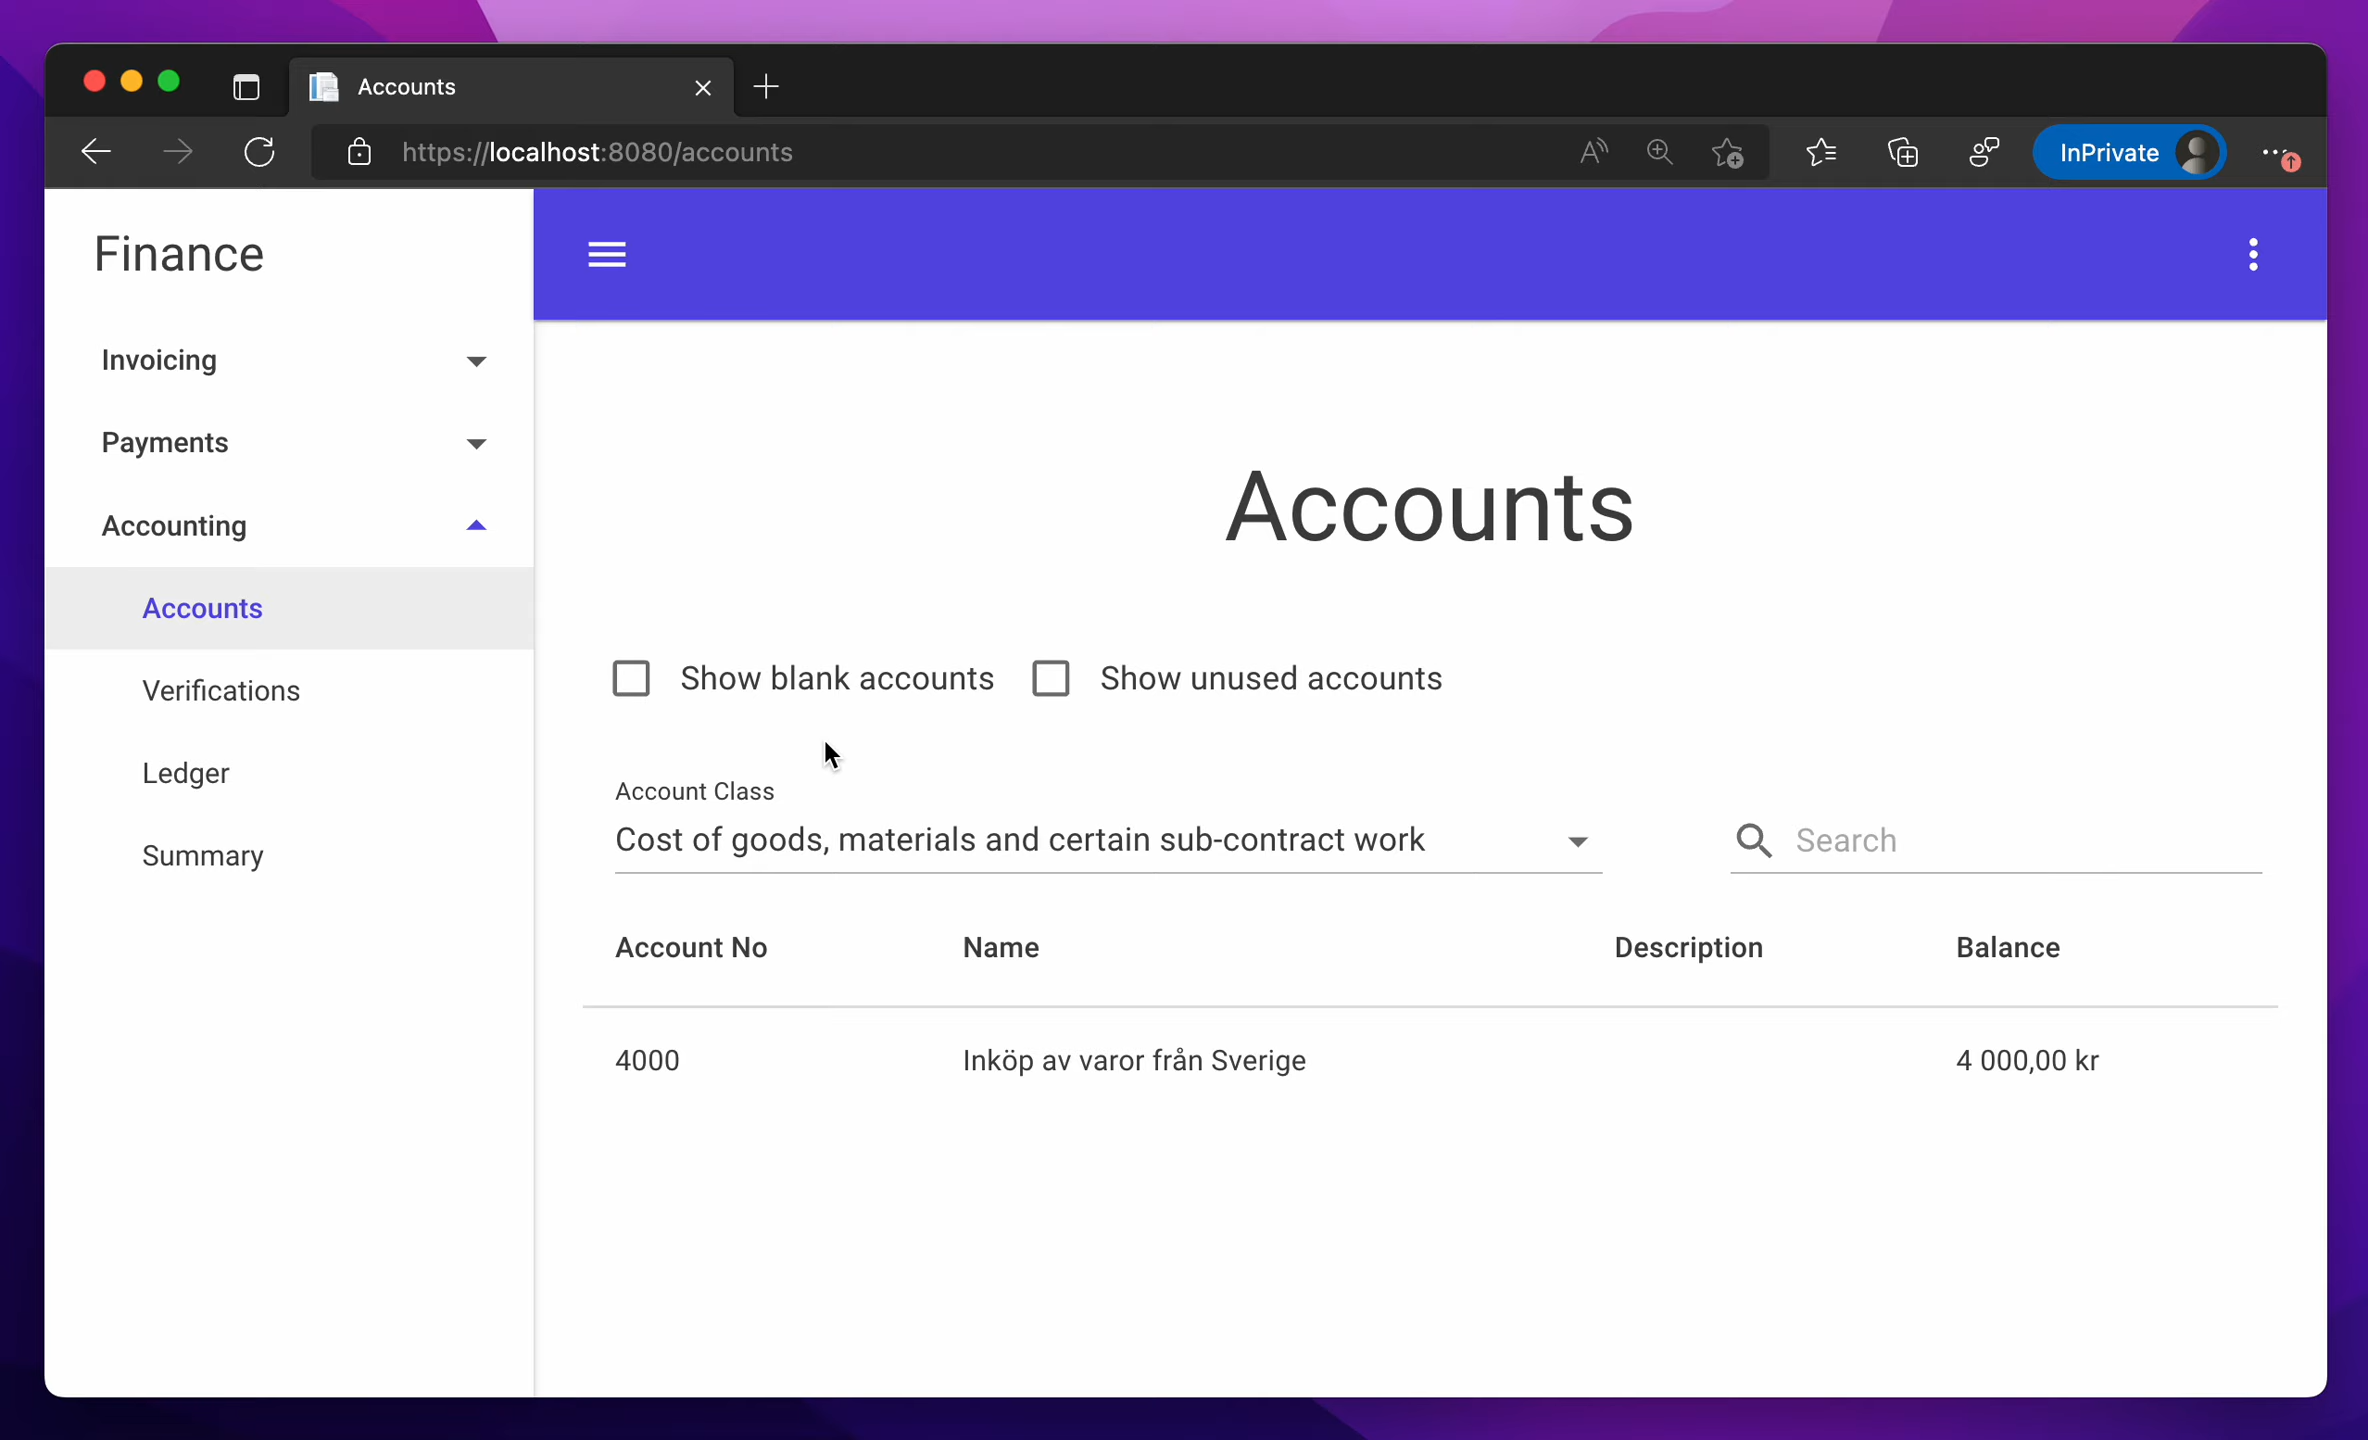 Accounts
https://localhost:8080/accounts
InPrivate
Finance
Invoicing
Payments
Accounting
Accounts
Verifications
Ledger
Summary
Accounts
Show blank accounts
Show unused accounts
Account Class
Cost of goods, materials and certain sub-contract work
Search
Account No Name Description Balance
4000 Inköp av varor från Sverige 4 000,00 kr